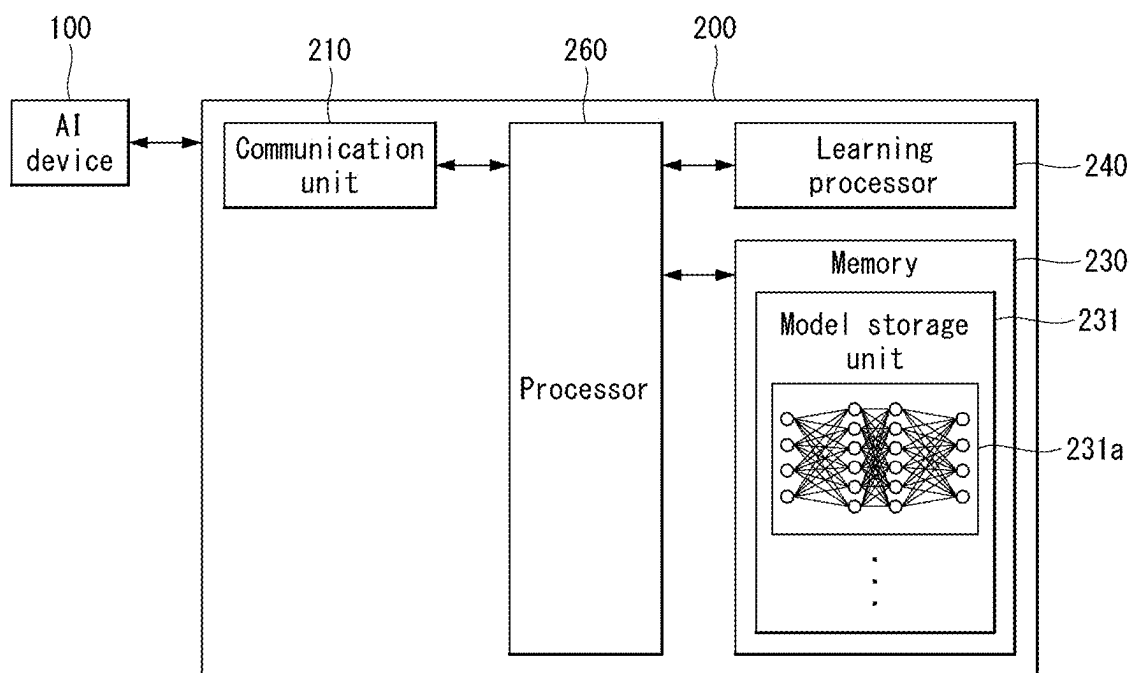 100
210
260
200
AI
device
Communication
unit
Learning
processor
240
Memory
230
Model storage
unit
231
Processor
231a